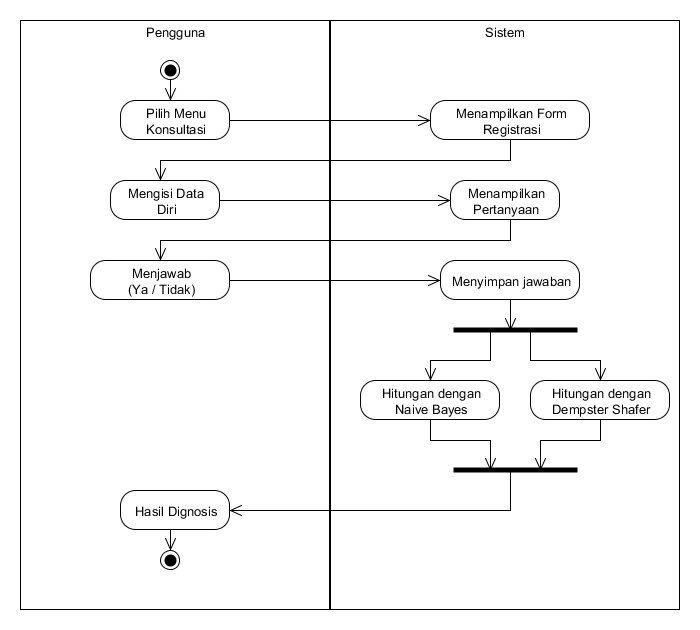 Pengguna
Sistem
Pilih Menu
Konsultasi
Menampilkan Form
Registrasi
Mengisi Data
Diri
Menampilkan
Pertanyaan
Menjawab
(Ya / Tidak)
Menyimpan jawaban
Hitungan dengan
Naive Bayes
Hitungan dengan
Dempster Shafer
Hasil Dignosis